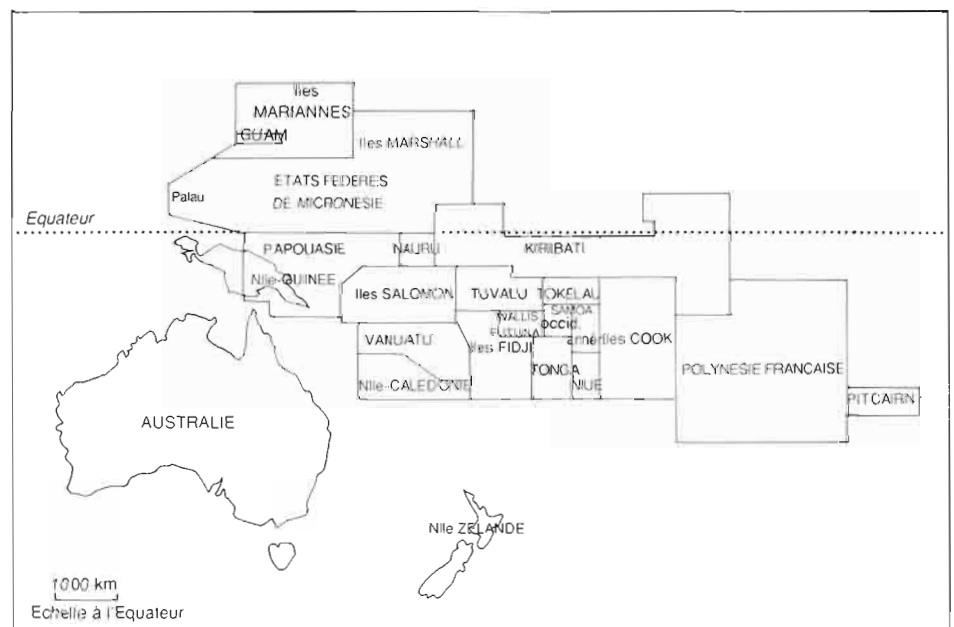 Iles
MARIANNES
GUAM
Iles MARSHALL
ETATS FEDERES
DE MICRONESIE
Palau
Equateur
PAPOUASIE
NAURU
KIRIBATI
Nlle-GUINEE
Iles SALOMON
TUVALU
TOKELAU
SAMOA
WALLIS
occid.
FUTUNA
VANUATU
Iles FIDJI
amér.
Iles COOK
TONGA
POLYNESIE FRANCAISE
Nlle-CALEDONIE
NIUE
PITCAIRN
AUSTRALIE
Nlle ZELANDE
1000 km
Echelle à l'Equateur